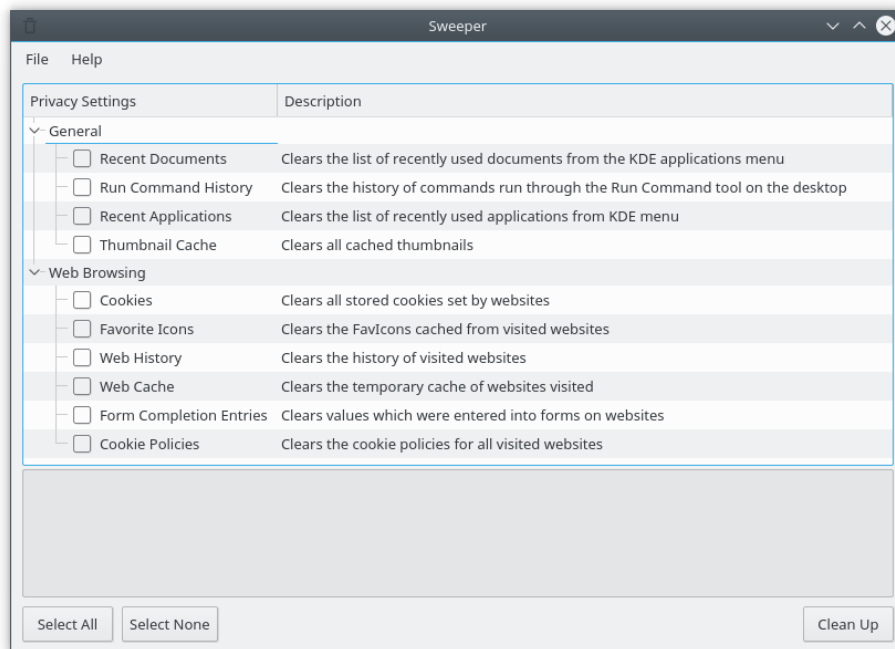 Sweeper
File Help
Privacy Settings Description
General
Recent Documents Clears the list of recently used documents from the KDE applications menu
Run Command History Clears the history of commands run through the Run Command tool on the desktop
Recent Applications Clears the list of recently used applications from KDE menu
Thumbnail Cache Clears all cached thumbnails
Web Browsing
Cookies Clears all stored cookies set by websites
Favorite Icons Clears the FavIcons cached from visited websites
Web History Clears the history of visited websites
Web Cache Clears the temporary cache of websites visited
Form Completion Entries Clears values which were entered into forms on websites
Cookie Policies Clears the cookie policies for all visited websites
Select All Select None Clean Up